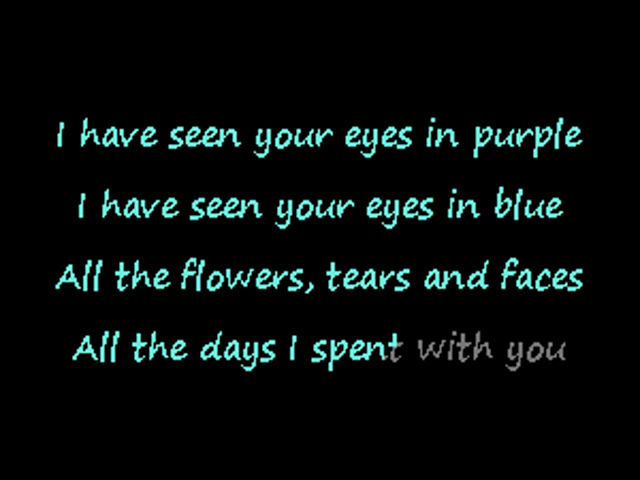 I have seen your eyes in purple
I have seen your eyes in blue
All the flowers, tears and faces
All the days I spent with you